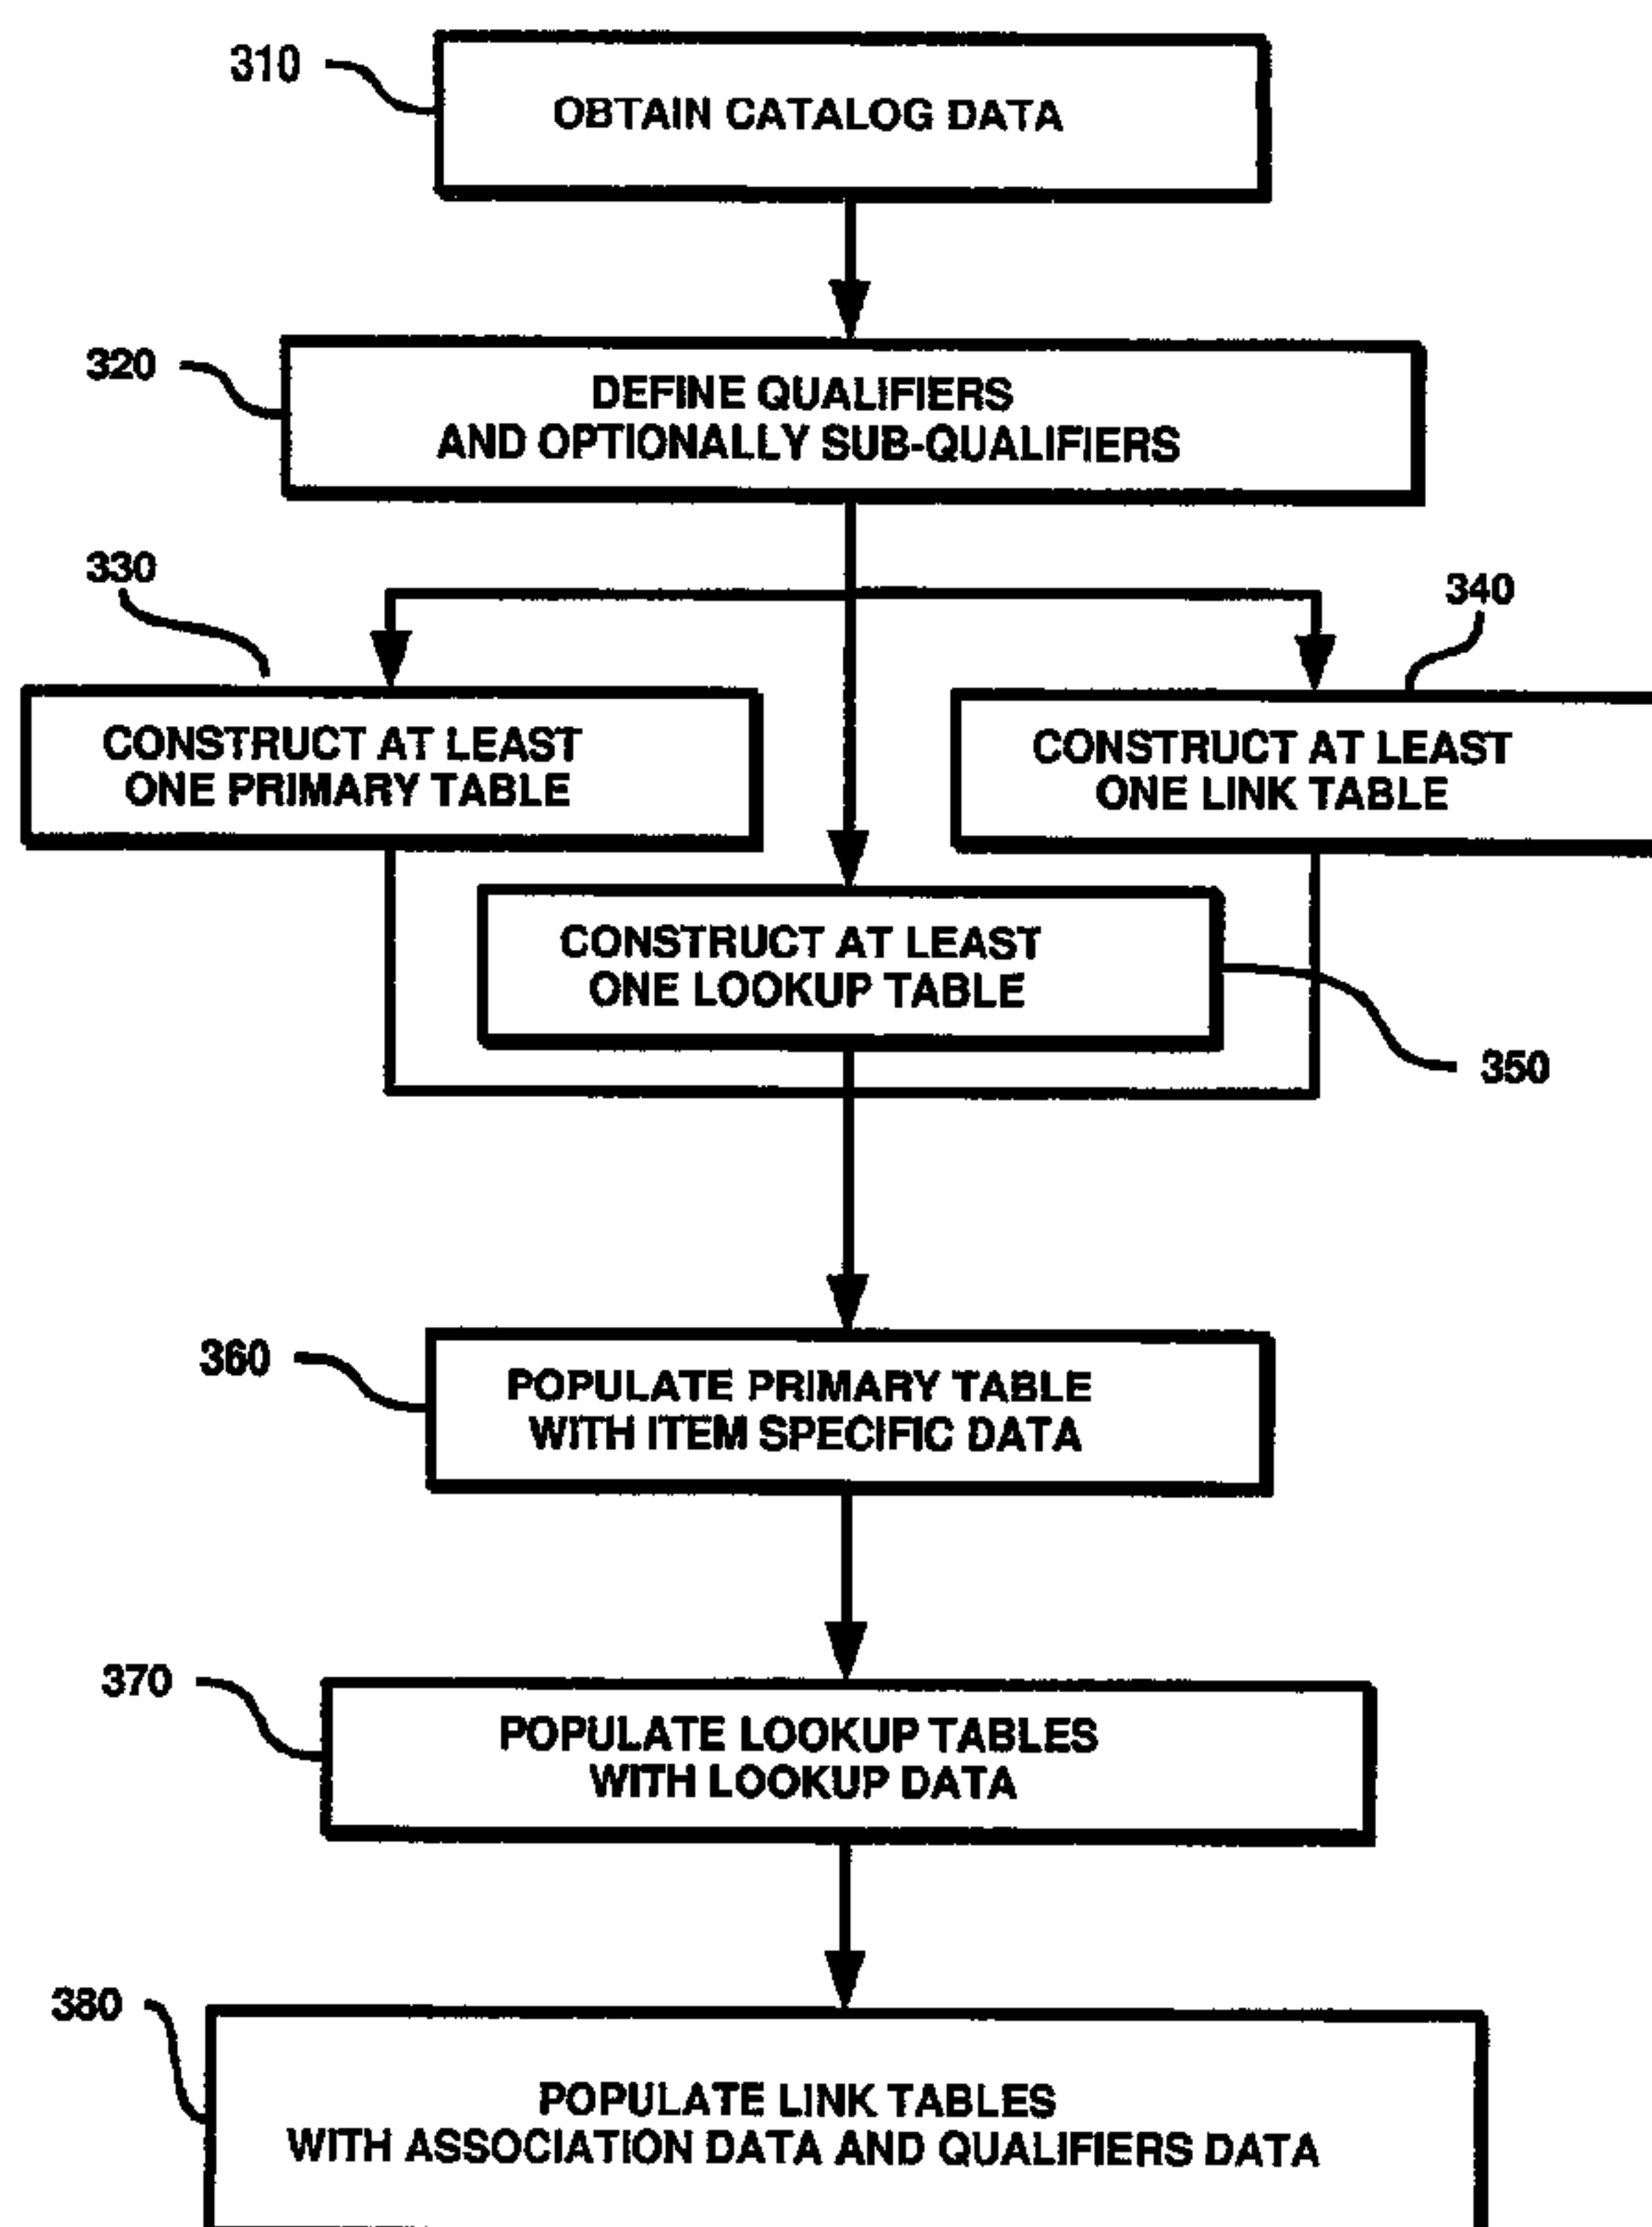 310
OBTAIN CATALOG DATA
320
DEFINE QUALIFIERS
AND OPTIONALLY SUB-QUALIFIERS
330
340
CONSTRUCT AT LEAST
ONE PRIMARY TABLE
CONSTRUCT AT LEAST
ONE LINK TABLE
CONSTRUCT AT LEAST
ONE LOOKUP TABLE
350
360
POPULATE PRIMARY TABLE
WITH ITEM SPECIFIC DATA
370
POPULATE LOOKUP TABLES
WITH LOOKUP DATA
380
POPULATE LINK TABLES
WITH ASSOCIATION DATA AND QUALIFIERS DATA